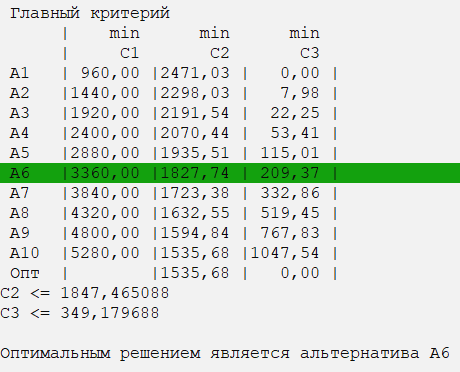 Главный критерий
| min min min
| C1 C2 C3
A1 | 960,00 |2471,03 | 0,00 |
A2 |1440,00 |2298,03 | 7,98 |
A3 |1920,00 |2191,54 | 22,25 |
A4 |2400,00 |2070,44 | 53,41 |
A5 |2880,00 |1935,51 | 115,01 |
A6 |3360,00 |1827,74 | 209,37 |
A7 |3840,00 |1723,38 | 332,86 |
A8 |4320,00 |1632,55 | 519,45 |
A9 |4800,00 |1594,84 | 767,83 |
A10 |5280,00 |1535,68 |1047,54 |
Опт | |1535,68 | 0,00 |
C2 <= 1847,465088
C3 <= 349,179688
Оптимальным решением является альтернатива A6